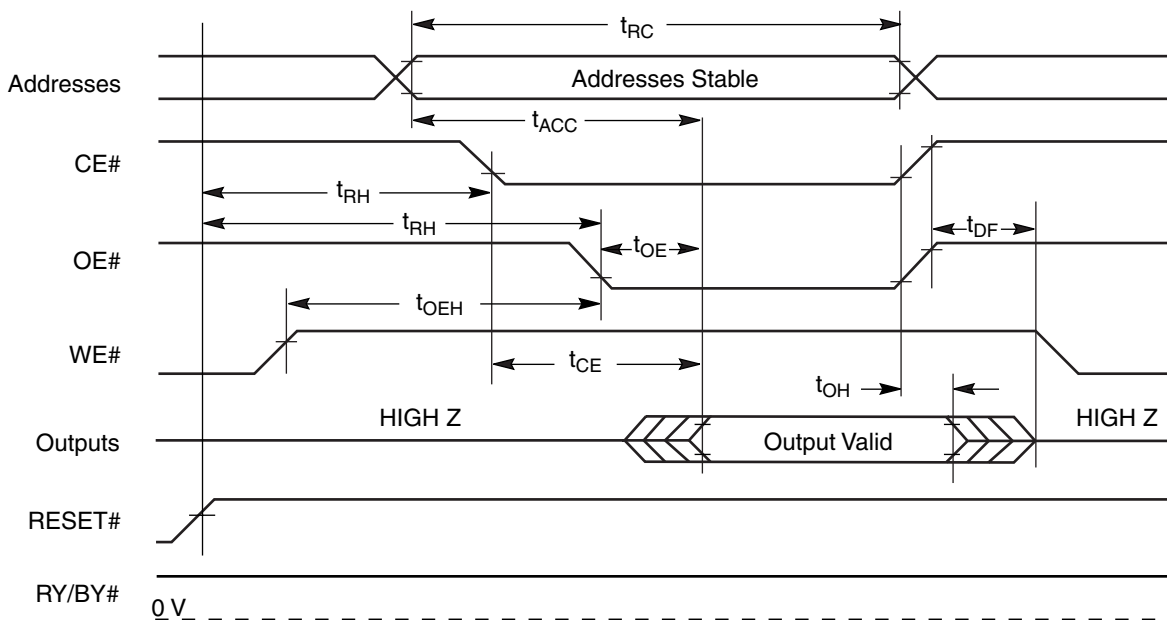 tRC
Addresses
Addresses Stable
tACC
CE#
tRH
tRH
tOE
tDF
OE#
tOEH
WE#
tCE
tOH
HIGH Z
HIGH Z
Outputs
Output Valid
RESET#
RY/BY#
0 V